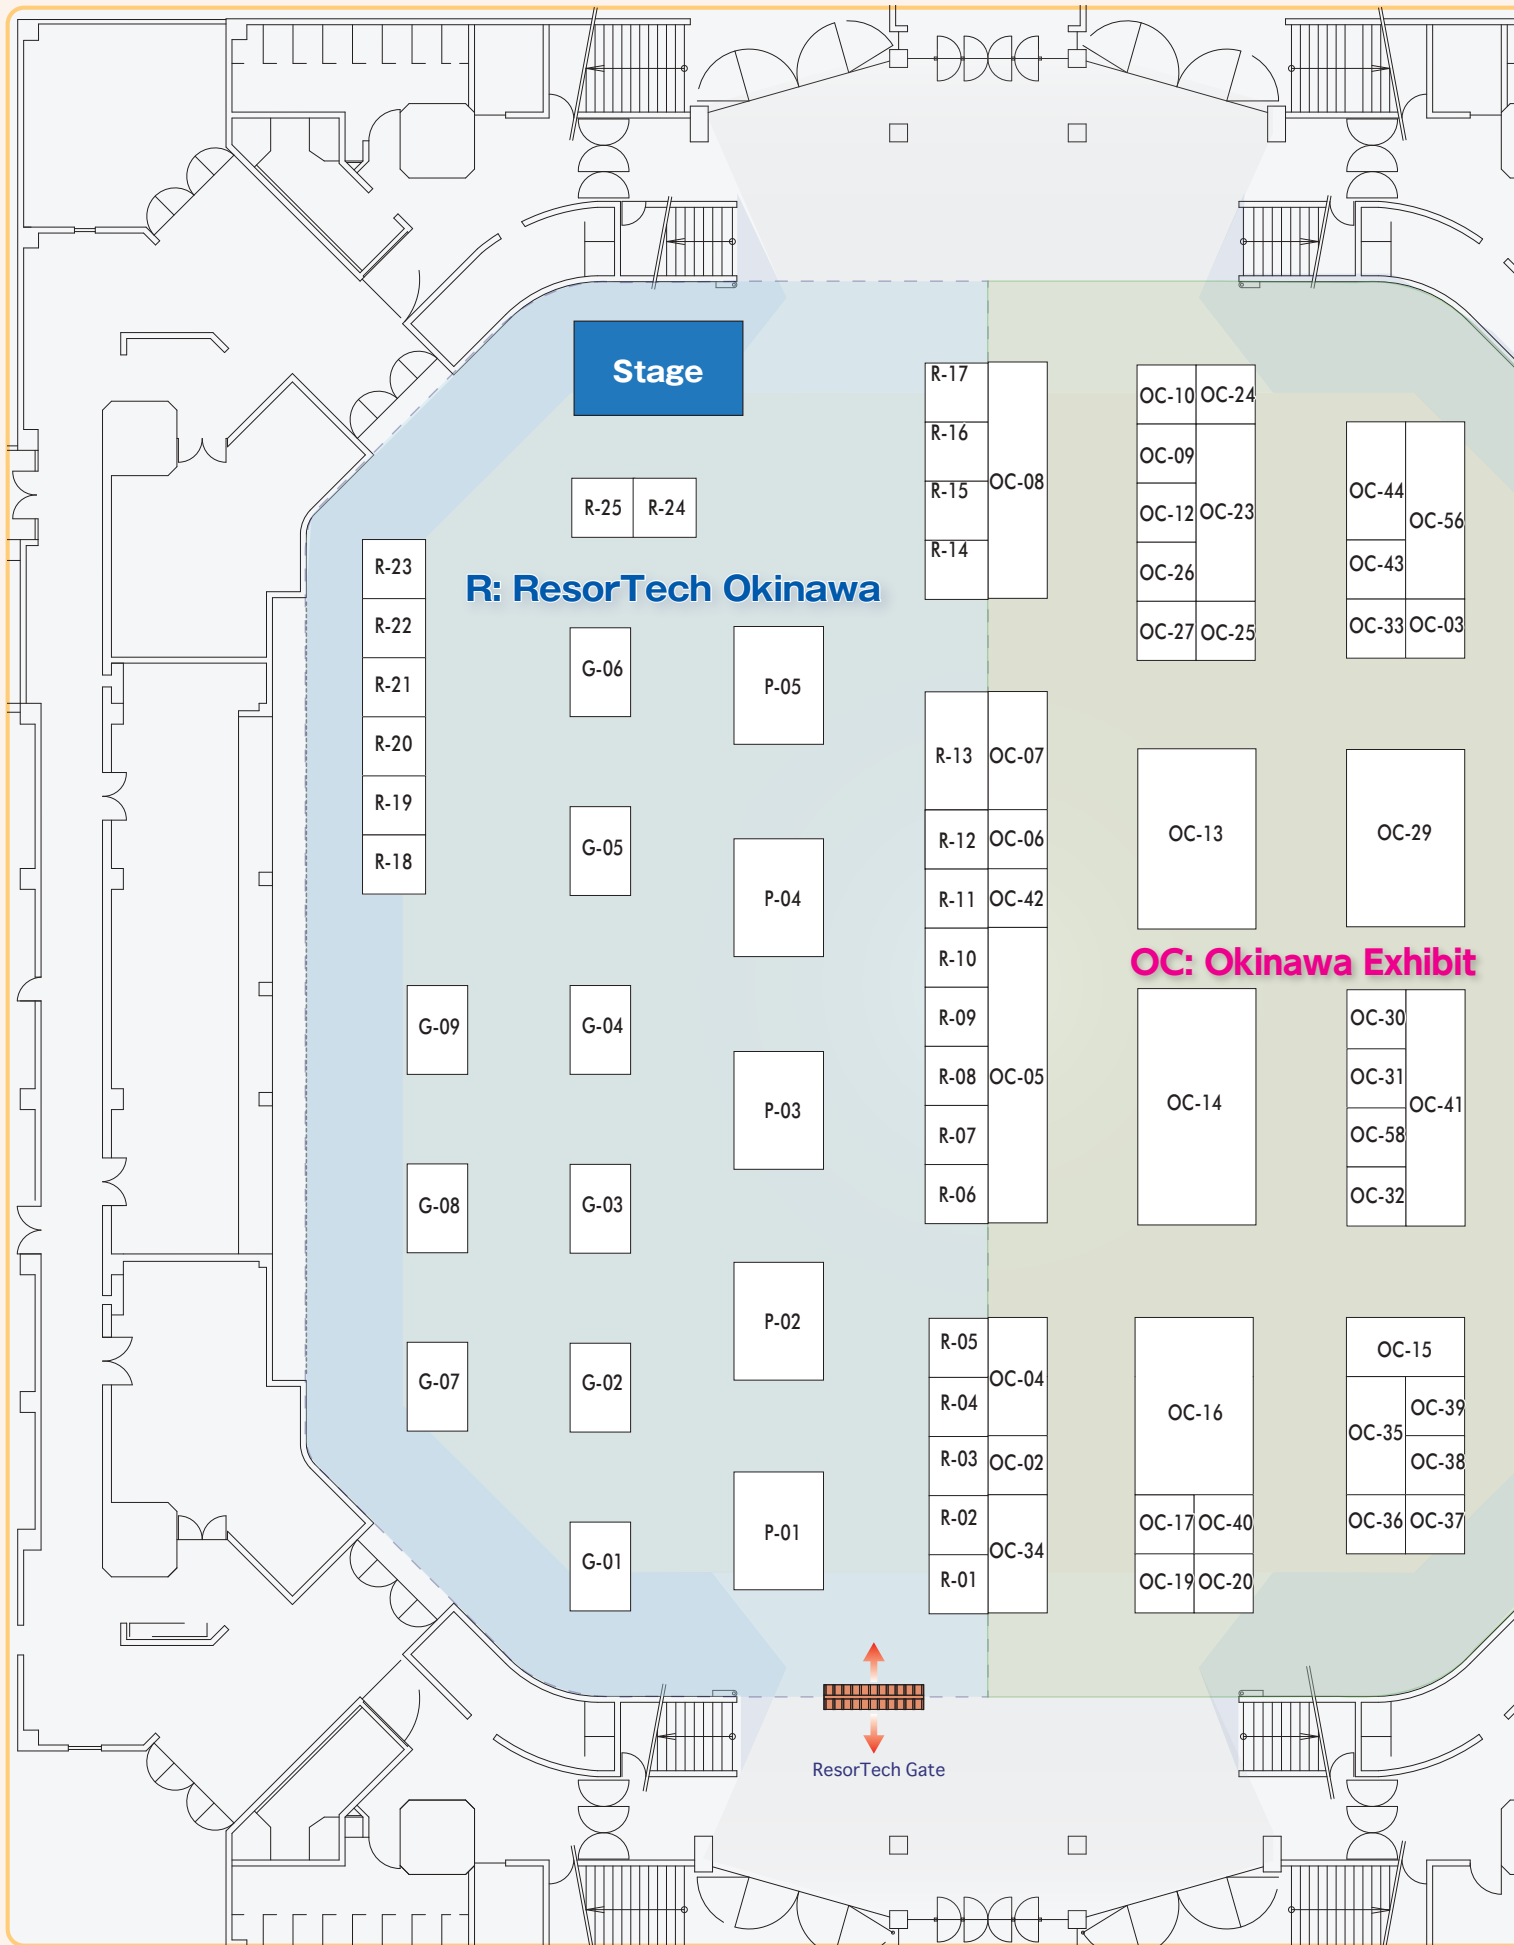 Stage
R-17
R-16
R-15
R-14
OC-08
OC-10
OC-24
OC-09
OC-12
OC-26
OC-23
OC-27
OC-25
OC-44
OC-56
OC-43
OC-33
OC-03
R-25
R-24
R: ResorTech Okinawa
R-23
R-22
R-21
R-20
R-19
R-18
G-06
G-05
G-04
G-03
G-02
G-01
G-09
G-08
G-07
P-05
P-04
P-03
P-02
P-01
R-13
OC-07
R-12
OC-06
R-11
OC-42
R-10
R-09
R-08
R-07
R-06
OC-05
OC-13
OC-29
OC: Okinawa Exhibit
OC-14
OC-30
OC-31
OC-58
OC-32
OC-41
R-05
R-04
R-03
R-02
R-01
OC-04
OC-02
OC-34
OC-16
OC-17
OC-40
OC-19
OC-20
OC-15
OC-35
OC-39
OC-38
OC-36
OC-37
ResorTech Gate